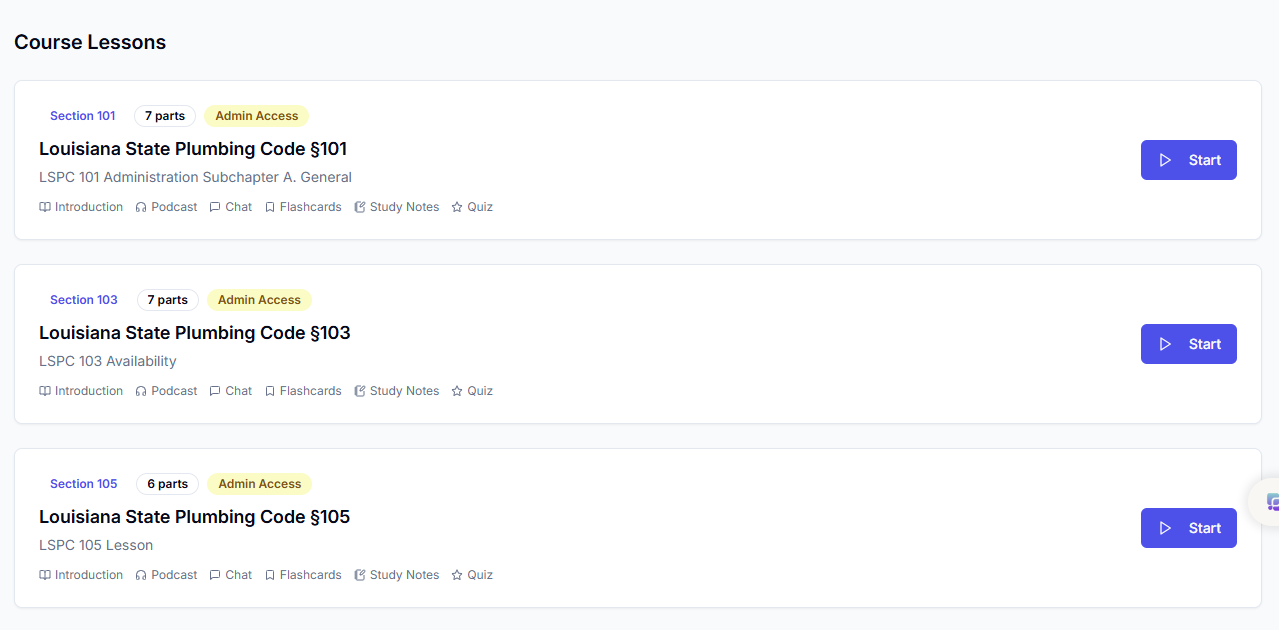 Course Lessons
Section 101 7 parts Admin Access
Louisiana State Plumbing Code §101
LSPC 101 Administration Subchapter A. General
Introduction Podcast Chat Flashcards Study Notes Quiz
Start
Section 103 7 parts Admin Access
Louisiana State Plumbing Code §103
LSPC 103 Availability
Introduction Podcast Chat Flashcards Study Notes Quiz
Start
Section 105 6 parts Admin Access
Louisiana State Plumbing Code §105
LSPC 105 Lesson
Introduction Podcast Chat Flashcards Study Notes Quiz
Start